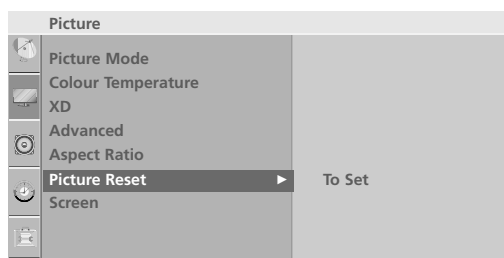 Picture
Picture Mode
Colour Temperature
XD
Advanced
Aspect Ratio
Picture Reset ► To Set
Screen